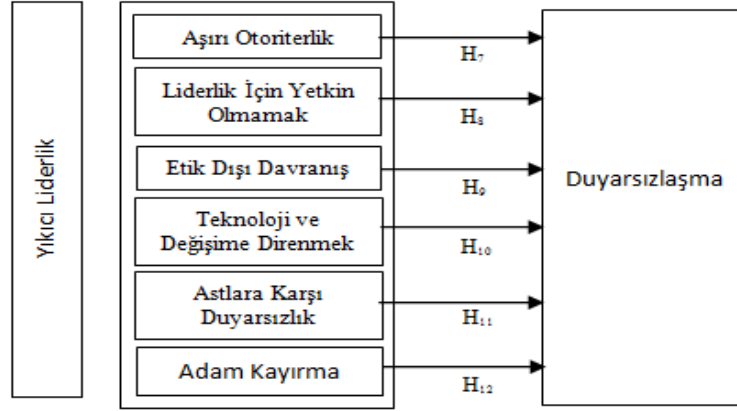 Yıkıcı Liderlik
Aşırı Otoriterlik
H₇
Liderlik İçin Yetkin
Olmamak
H₈
Etik Dışı Davranış
H₉
Teknoloji ve
Değişime Direnmek
H₁₀
Astlara Karşı
Duyarsızlık
H₁₁
Adam Kayırma
H₁₂
Duyarsızlaşma